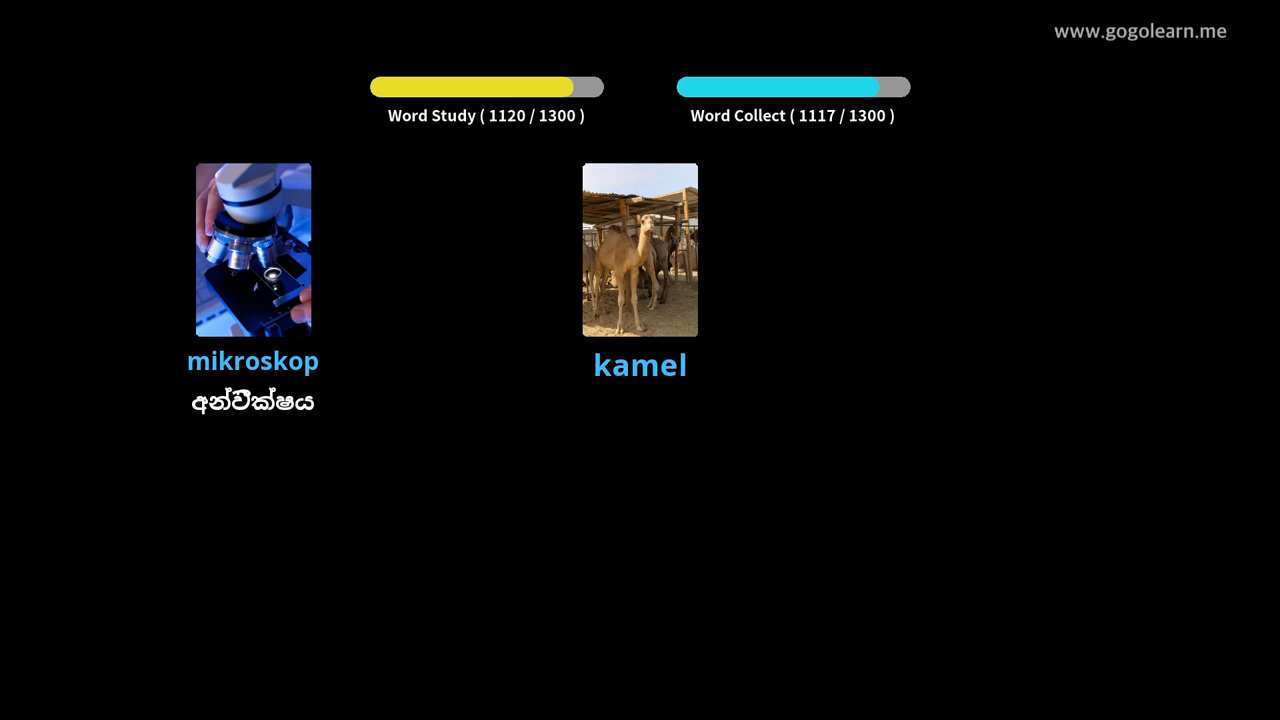 www.gogolearn.me
Word Study ( 1120 / 1300 )
Word Collect ( 1117 / 1300 )
mikroskop
අන්වීක්ෂය
kamel